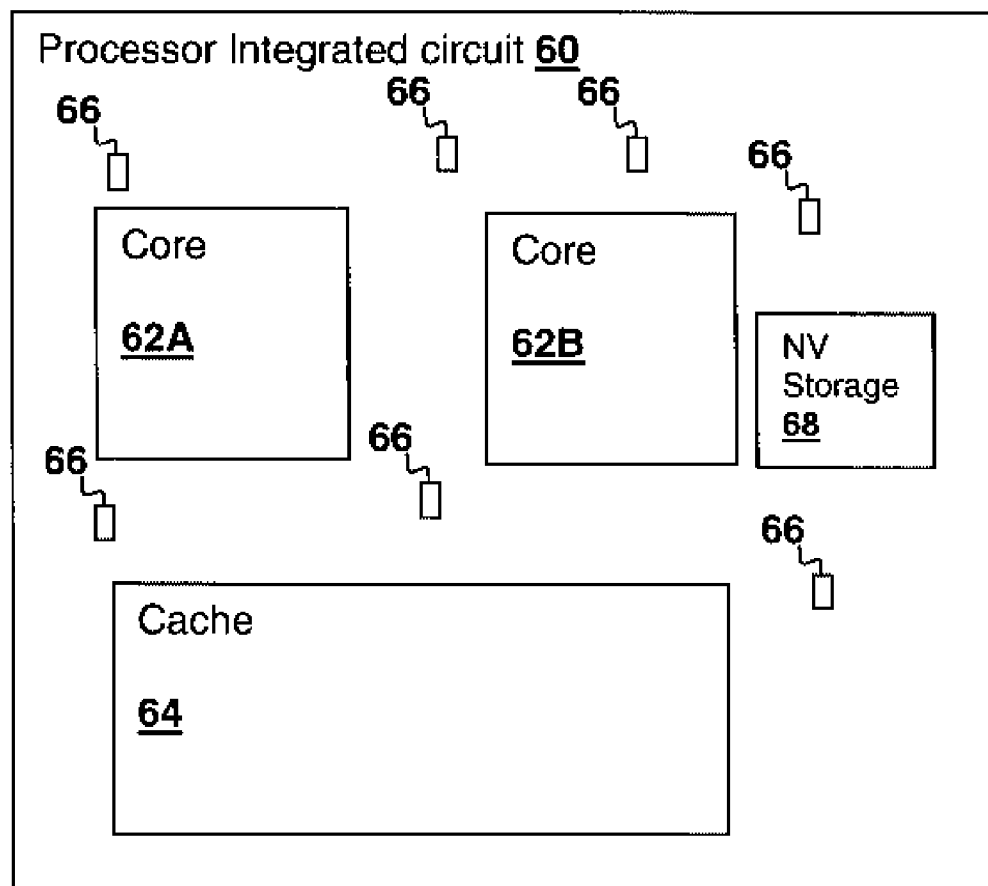 Processor Integrated circuit 60
66
66
66
66
Core
62A
Core
62B
NV
Storage
68
66
66
66
Cache
64